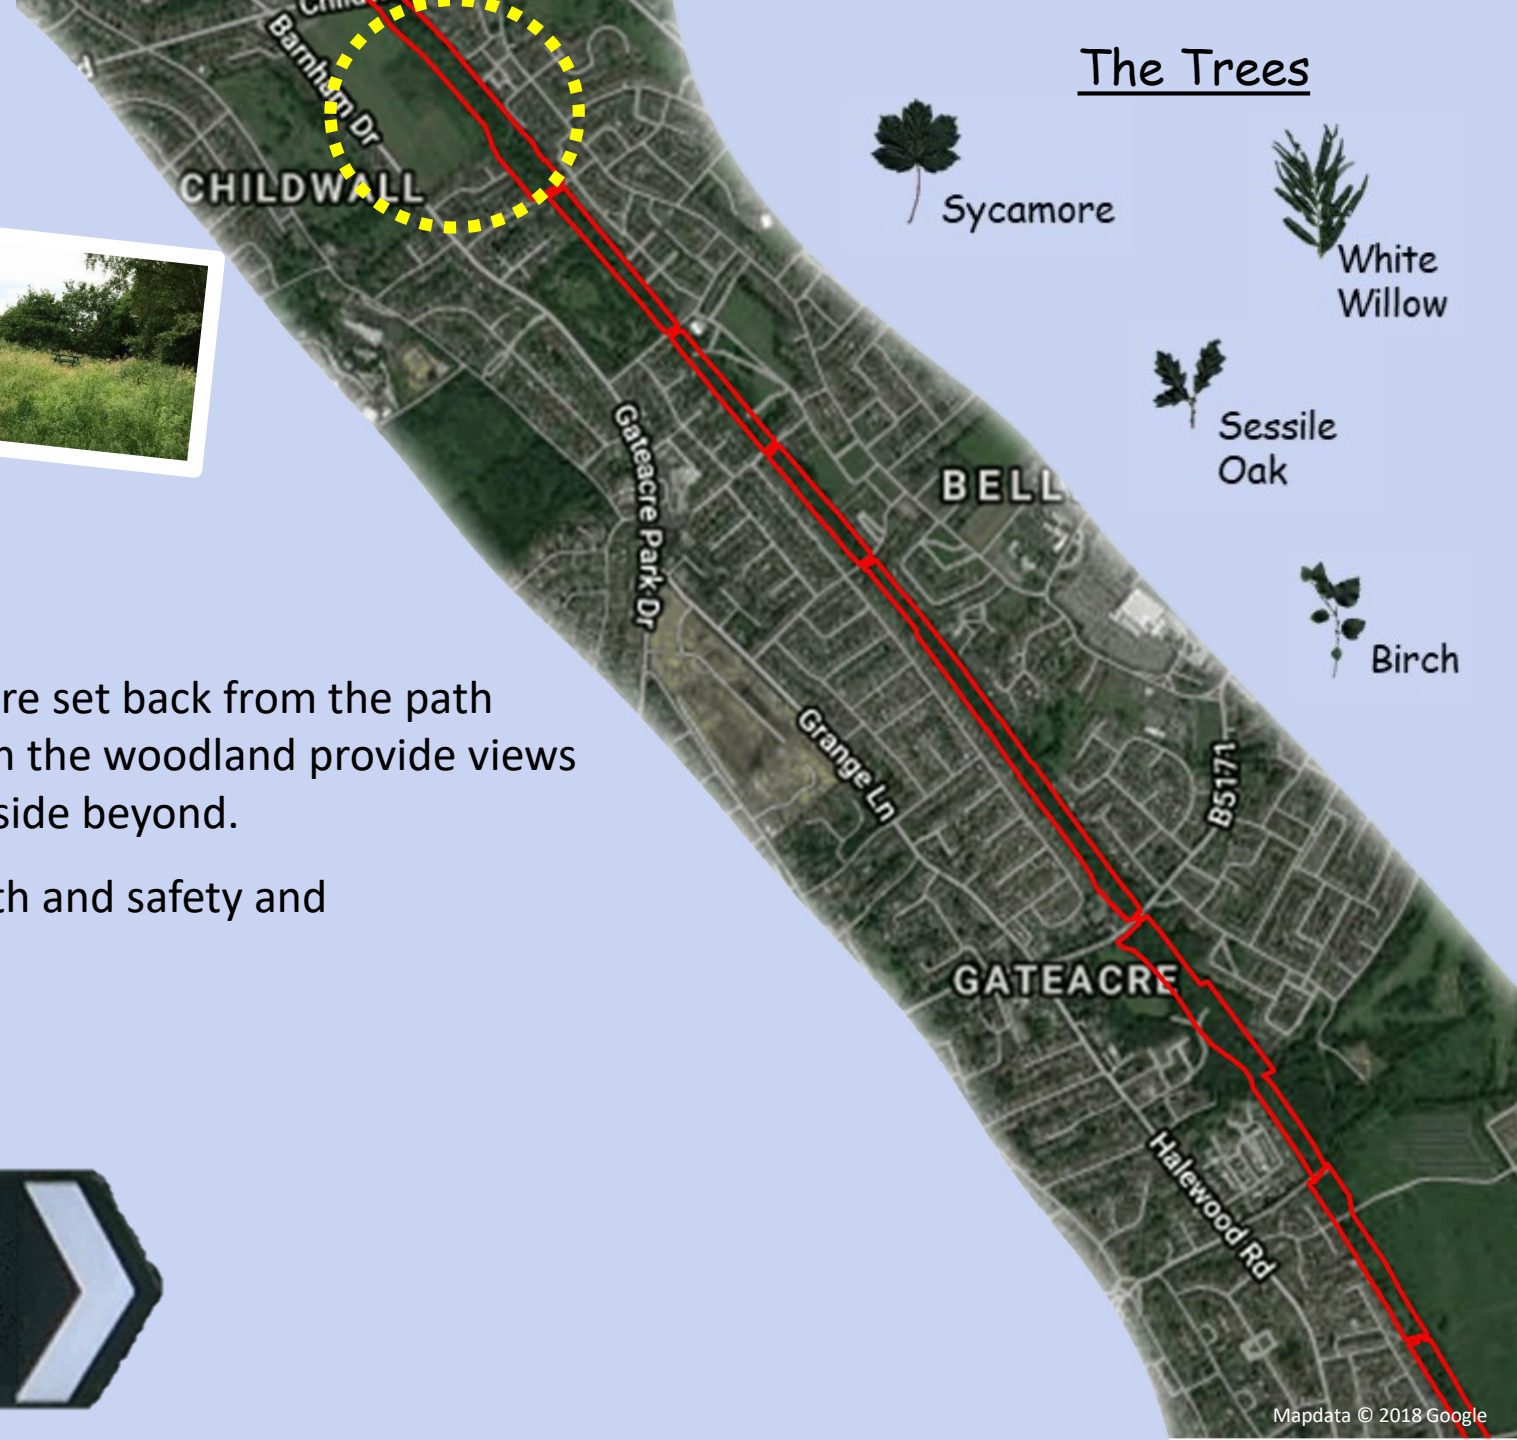 The Trees
Sycamore
White
Willow
Sessile
Oak
Birch
Barnham Dr
CHILDWALL
Gateacre Park Dr
BELL
Grange Ln
B5171
GATEACRE
Halewood Rd
re set back from the path
the woodland provide views
side beyond.
th and safety and
Mapdata © 2018 Google